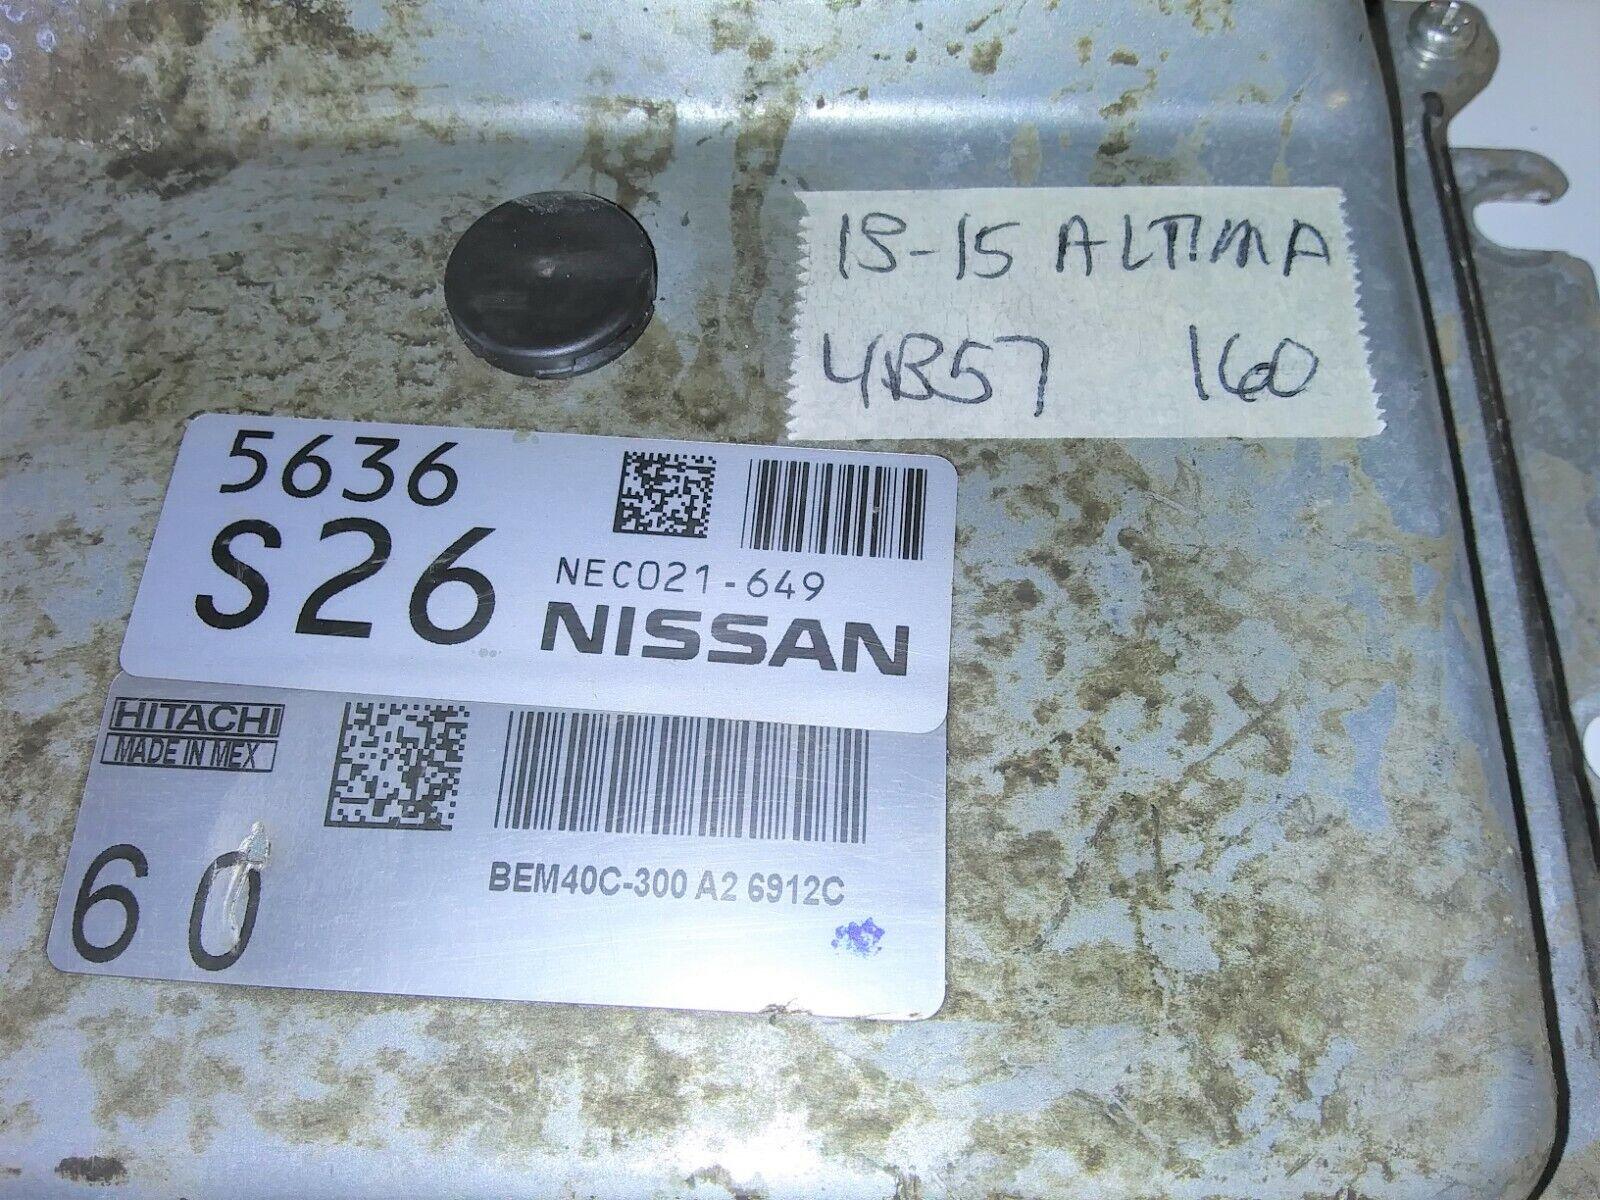 13-15 ALTIMA
4B57 160
5636
S26
NEC021-649
NISSAN
HITACHI
MADE IN MEX
60
BEM40C-300 A2 6912C